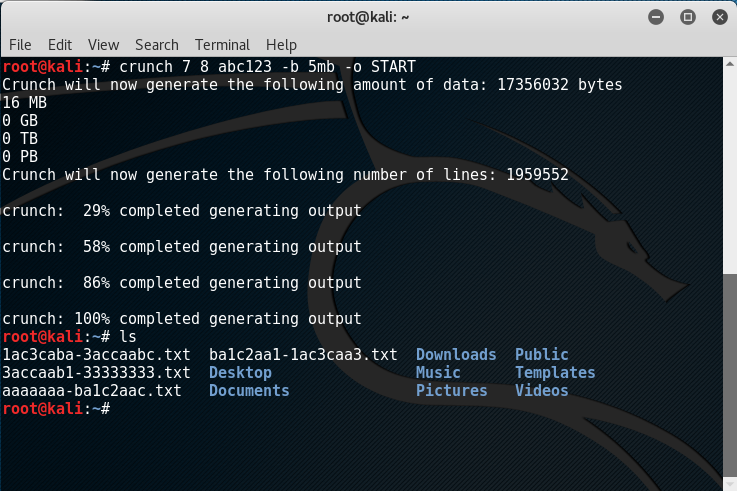 root@kali: ~
File Edit View Search Terminal Help
root@kali:~# crunch 7 8 abc123 -b 5mb -o START
Crunch will now generate the following amount of data: 17356032 bytes
16 MB
0 GB
0 TB
0 PB
Crunch will now generate the following number of lines: 1959552
crunch:  29% completed generating output
crunch:  58% completed generating output
crunch:  86% completed generating output
crunch: 100% completed generating output
root@kali:~# ls
1ac3caba-3accaabc.txt  ba1c2aa1-1ac3caa3.txt  Downloads  Public
3accaab1-33333333.txt  Desktop                Music      Templates
aaaaaaa-ba1c2aac.txt   Documents              Pictures   Videos
root@kali:~#